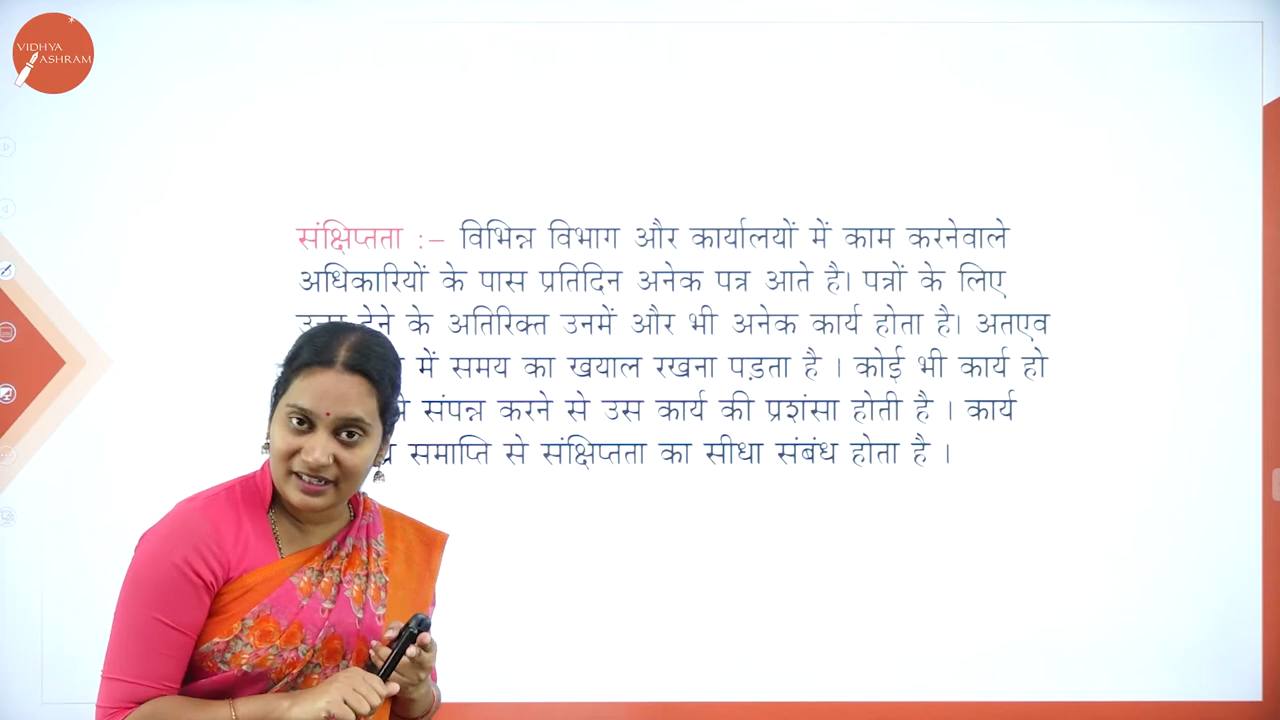 VIDHYA
ASHRAM
संक्षिप्तता :– विभिन्न विभाग और कार्यालयों में काम करनेवाले
अधिकारियों के पास प्रतिदिन अनेक पत्र आते है। पत्रों के लिए
देने के अतिरिक्त उनमें और भी अनेक कार्य होता है। अतएव
में समय का खयाल रखना पड़ता है । कोई भी कार्य हो
संपन्न करने से उस कार्य की प्रशंसा होती है । कार्य
समाप्ति से संक्षिप्तता का सीधा संबंध होता है ।